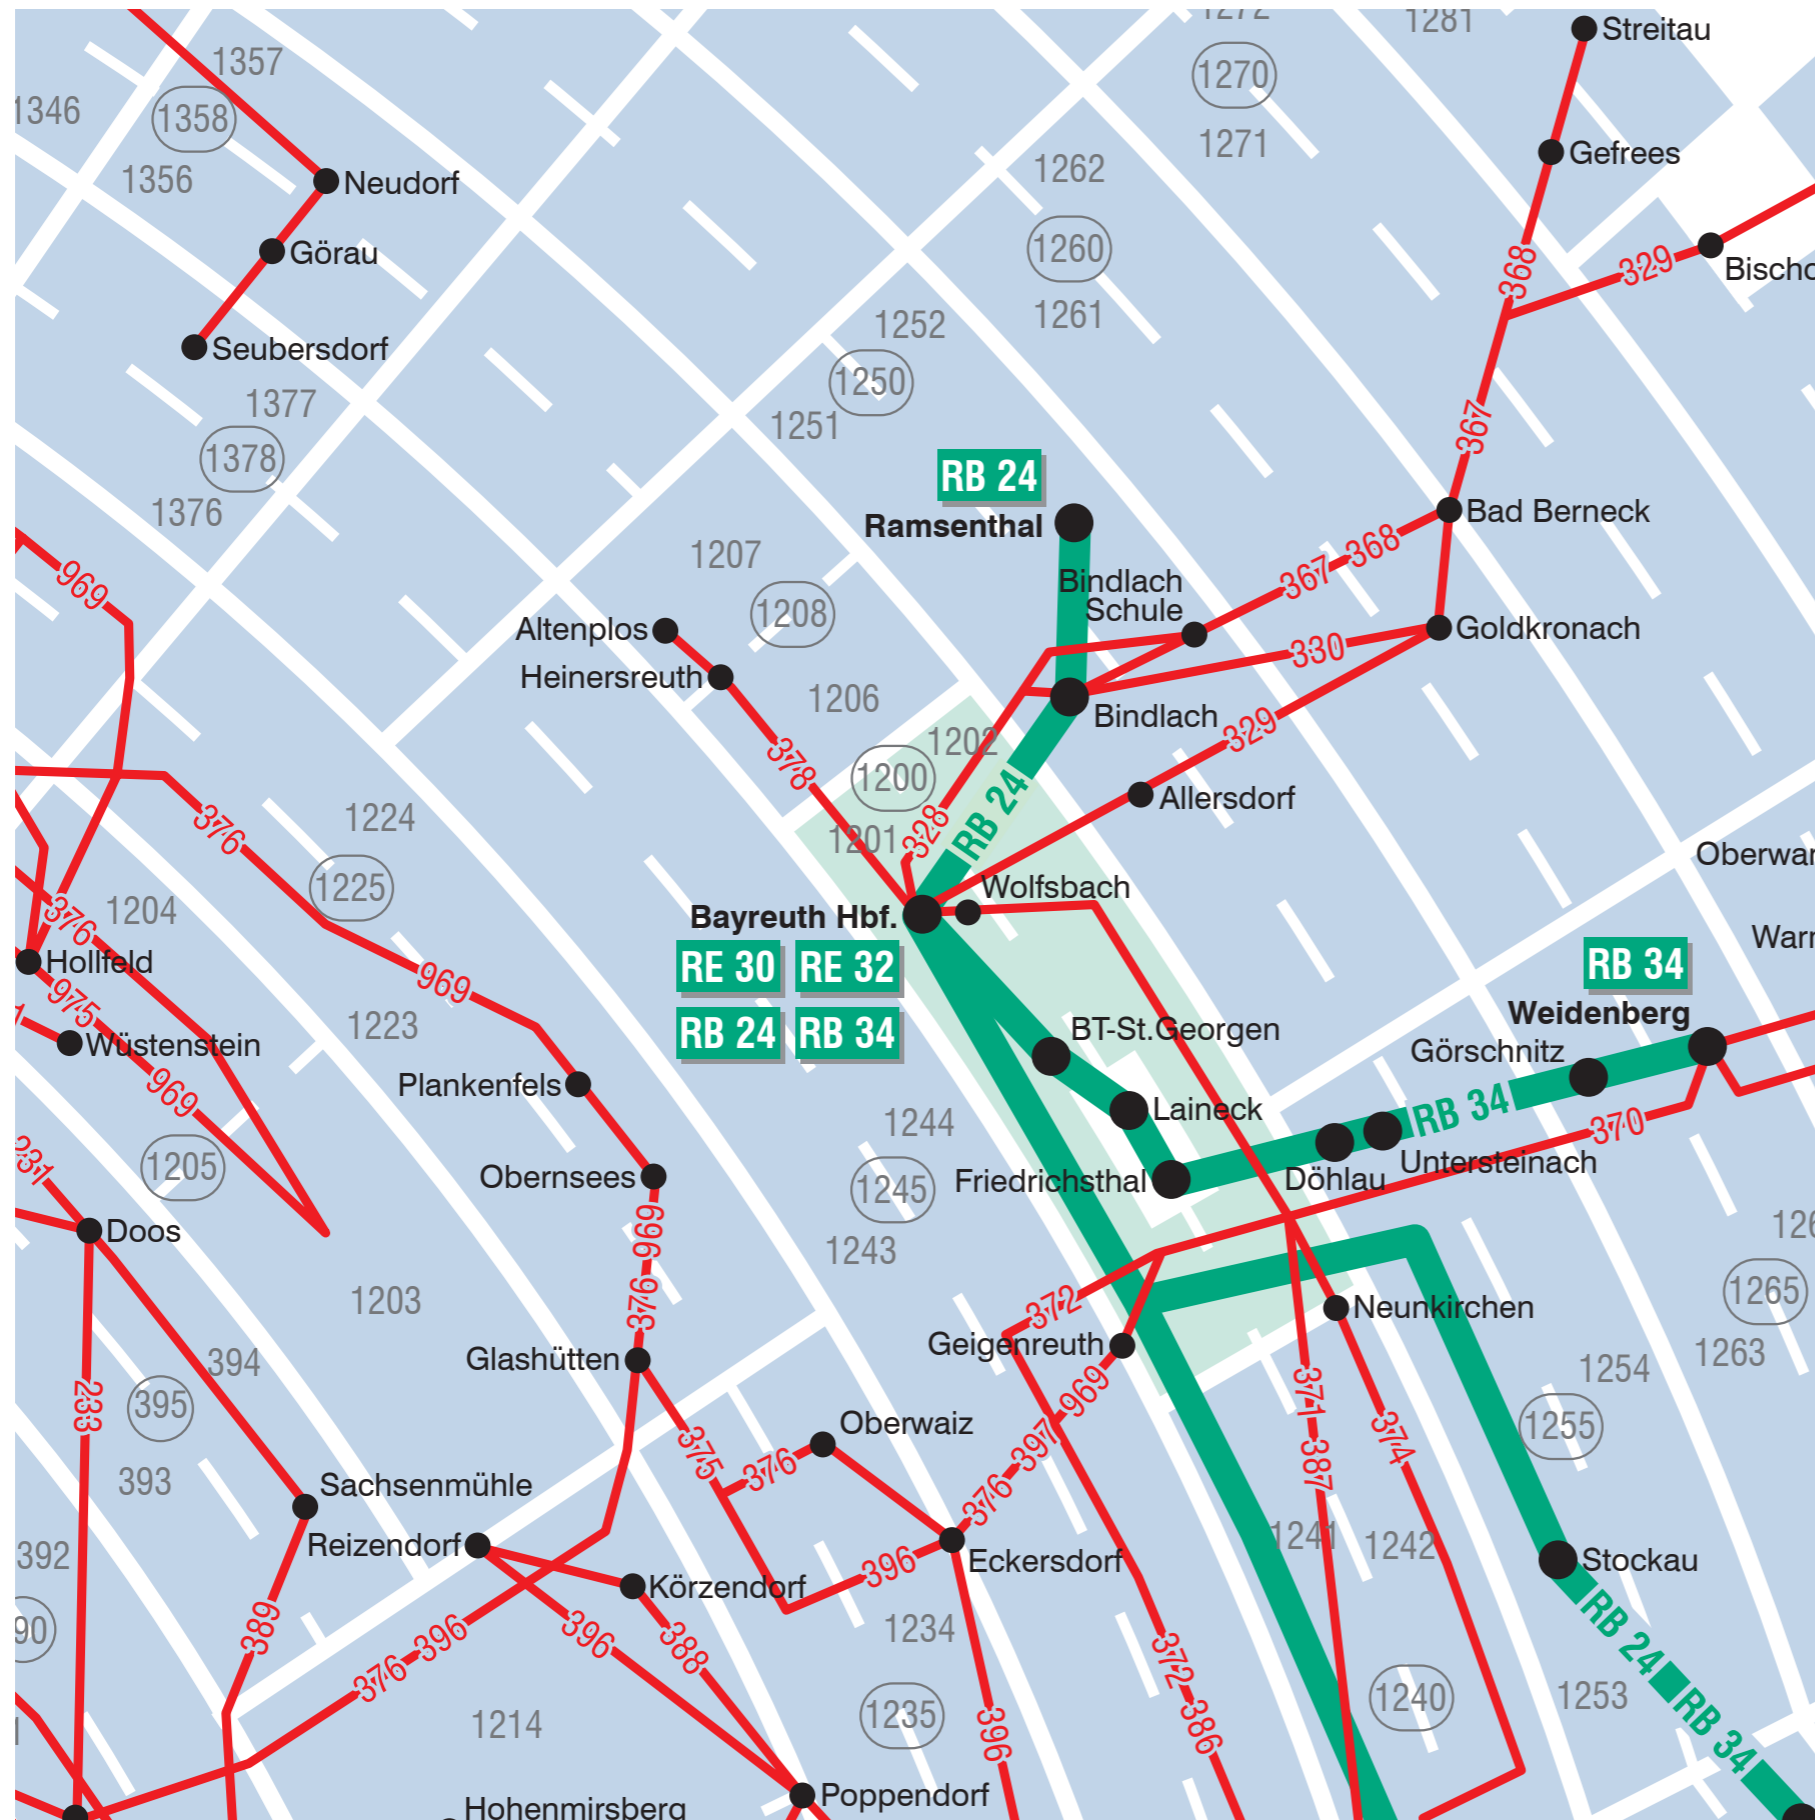 1272
1281
Streitau
1357
1270
1346
1358
1271
Gefrees
1262
1356
Neudorf
Görau
1260
368
329
1261
1252
Seubersdorf
1250
1377
1251
367
1378
RB 24
1376
Ramsenthal
Bad Berneck
367
368
1207
969
Bindlach
Schule
1208
Altenplos
Goldkronach
330
Heinersreuth
1206
Bindlach
329
1202
378
1200
Allersdorf
RB 24
1224
376
328
1201
1225
Wolfsbach
1204
376
Bayreuth Hbf.
Hollfeld
RE 30
RE 32
RB 34
969
975
Weidenberg
1223
RB 24
RB 34
BT-St.Georgen
Wüstenstein
Görschnitz
Plankenfels
969
Laineck
RB 34
1244
370
231
1205
Obernsees
1245
Friedrichsthal
Döhlau
Untersteinach
Doos
969
1243
376
1203
372
Neunkirchen
1265
Geigenreuth
1263
Glashütten
394
1254
395
233
969
371
387
374
1255
Oberwaiz
397
375
376
393
Sachsenmühle
376
392
Reizendorf
1241
1242
Eckersdorf
Stockau
396
Körzendorf
389
396
388
1234
RB 24
376
396
372
386
1240
1253
RB 34
1214
1235
396
Poppendorf
Hohenmirsberg